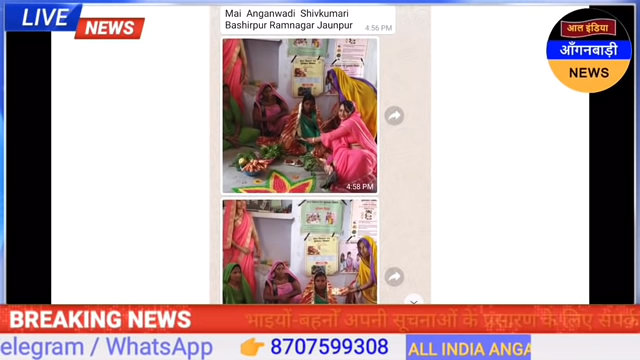 LIVE
NEWS
Mai Anganwadi Shivkumari
Bashirpur Ramnagar Jaunpur
4:56 PM
आल इंडिया
आँगनबाड़ी
NEWS
4:58 PM
BREAKING NEWS
भाइयों-बहनों अपनी सूचनाओं के प्रसारण के लिए संपर्क
elegram / WhatsApp 👉 8707599308
ALL INDIA ANGA